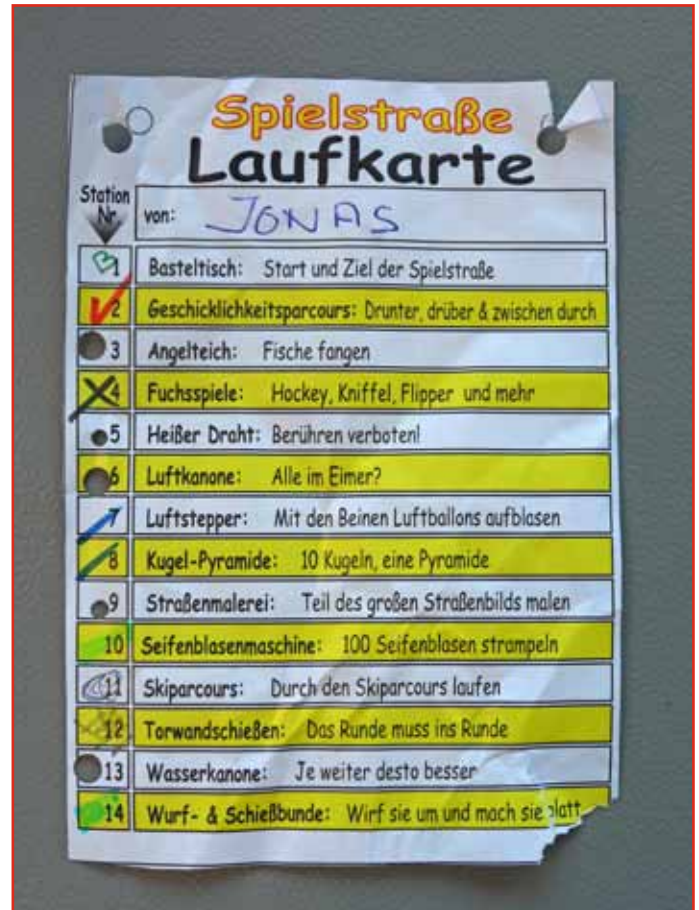 Spielstraße
Laufkarte
Station
Nr. von: JONAS
1 Basteltisch: Start und Ziel der Spielstraße
2 Geschicklichkeitsparcours: Drunter, drüber & zwischen durch
3 Angelteich: Fische fangen
4 Fuchsspiele: Hockey, Kniffel, Flipper und mehr
5 Heißer Draht: Berühren verboten!
6 Luftkanone: Alle im Eimer?
7 Luftstepper: Mit den Beinen Luftballons aufblasen
8 Kugel-Pyramide: 10 Kugeln, eine Pyramide
9 Straßenmalerei: Teil des großen Straßenbilds malen
10 Seifenblasenmaschine: 100 Seifenblasen strampeln
11 Skiparcours: Durch den Skiparcours laufen
12 Torwandschießen: Das Runde muss ins Runde
13 Wasserkanone: Je weiter desto besser
14 Wurf- & Schießbunde: Wirf sie um und mach sie platt